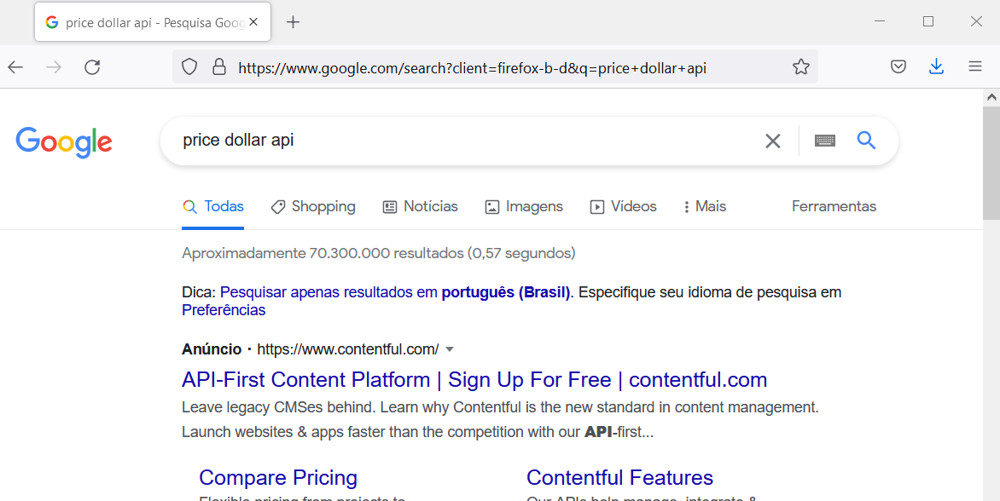 price dollar api - Pesquisa Goog
https://www.google.com/search?client=firefox-b-d&q=price+dollar+api
Google
price dollar api
Todas Shopping Notícias Imagens Vídeos Mais Ferramentas
Aproximadamente 70.300.000 resultados (0,57 segundos)
Dica: Pesquisar apenas resultados em português (Brasil). Especifique seu idioma de pesquisa em
Preferências
Anúncio · https://www.contentful.com/
API-First Content Platform | Sign Up For Free | contentful.com
Leave legacy CMSes behind. Learn why Contentful is the new standard in content management.
Launch websites & apps faster than the competition with our API-first...
Compare Pricing Contentful Features
Flexible pricing from projects to Our APIs help manage, integrate &